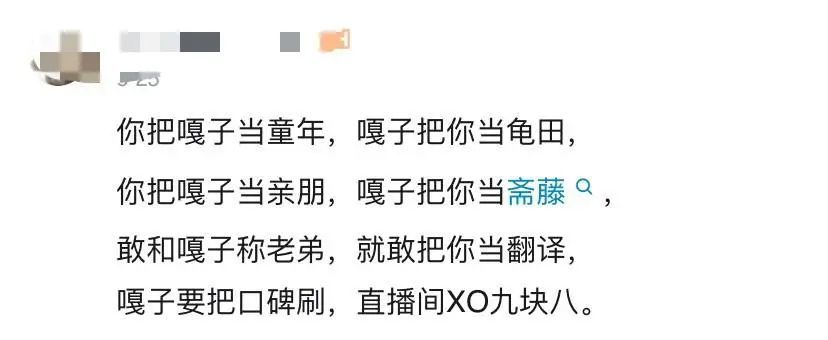 你把嘎子当童年，嘎子把你当龟田，
你把嘎子当亲朋，嘎子把你当斋藤，
敢和嘎子称老弟，就敢把你当翻译，
嘎子要把口碑刷，直播间XO九块八。